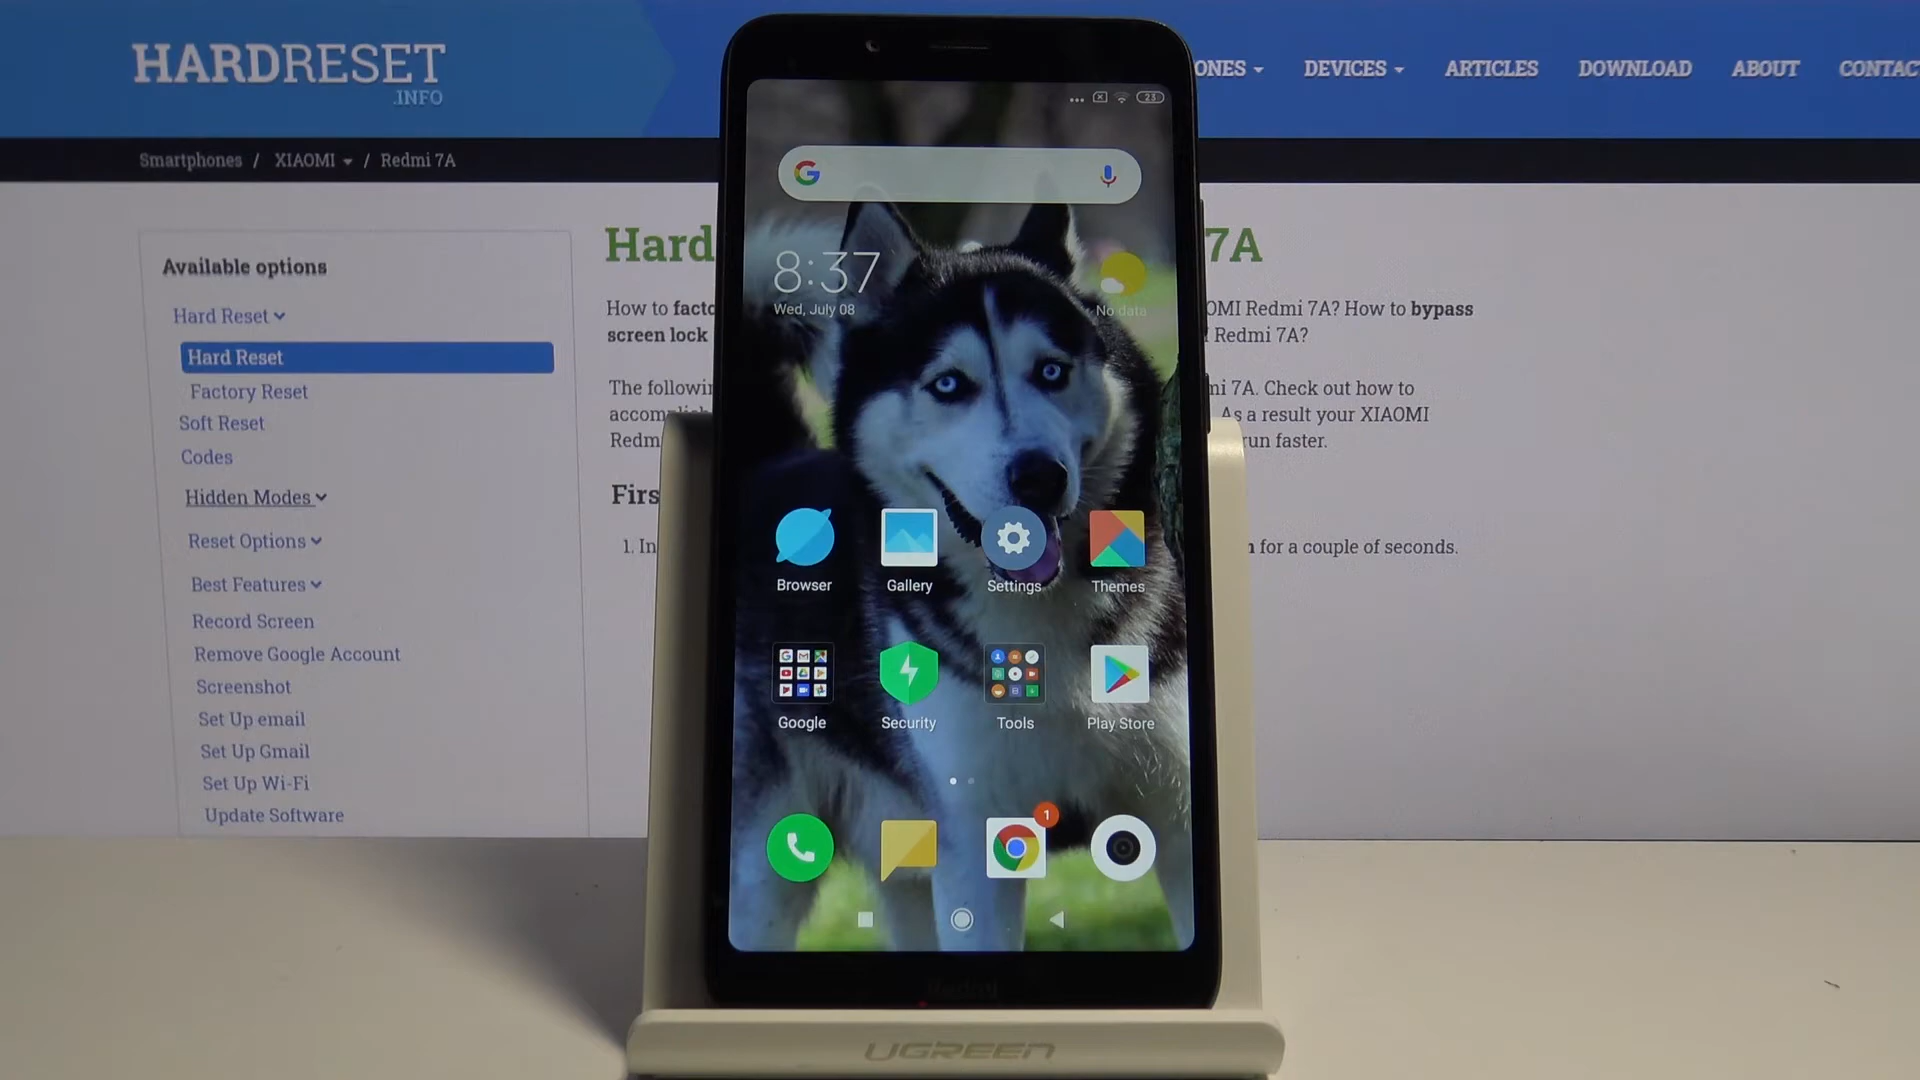 HARDRESET
.INFO
ONES
DEVICES
ARTICLES
DOWNLOAD
ABOUT
CONTAC
Smartphones / XIAOMI / Redmi 7A
Available options
Hard Reset
Hard Reset
Factory Reset
Soft Reset
Codes
Hidden Modes
Reset Options
Best Features
Record Screen
Remove Google Account
Screenshot
Set Up email
Set Up Gmail
Set Up Wi-Fi
Update Software
Hard
7A
How to facto
OMI Redmi 7A? How to bypass
screen lock
Redmi 7A?
The followin
mi 7A. Check out how to
As a result your XIAOMI
Redm
run faster.
Firs
1. In
n for a couple of seconds.
23
8:37
Wed, July 08
No data
Browser
Gallery
Settings
Themes
Google
Security
Tools
Play Store
1
Redmi
UGREEN